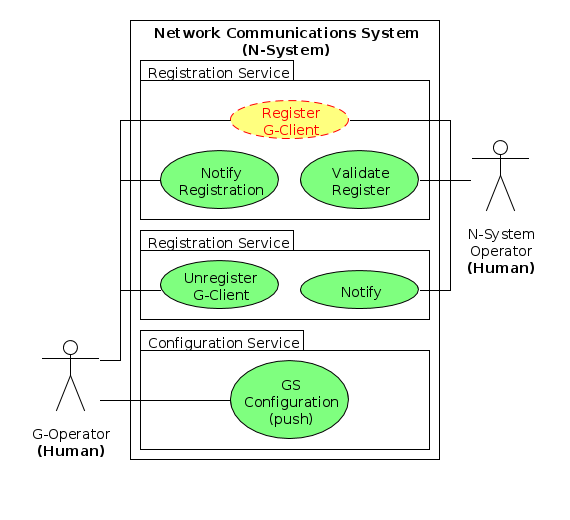 Network Communications System
(N-System)
Registration Service
Register
G-Client
Notify
Registration
Validate
Register
N-System
Operator
(Human)
Registration Service
Unregister
G-Client
Notify
Configuration Service
GS
Configuration
(push)
G-Operator
(Human)